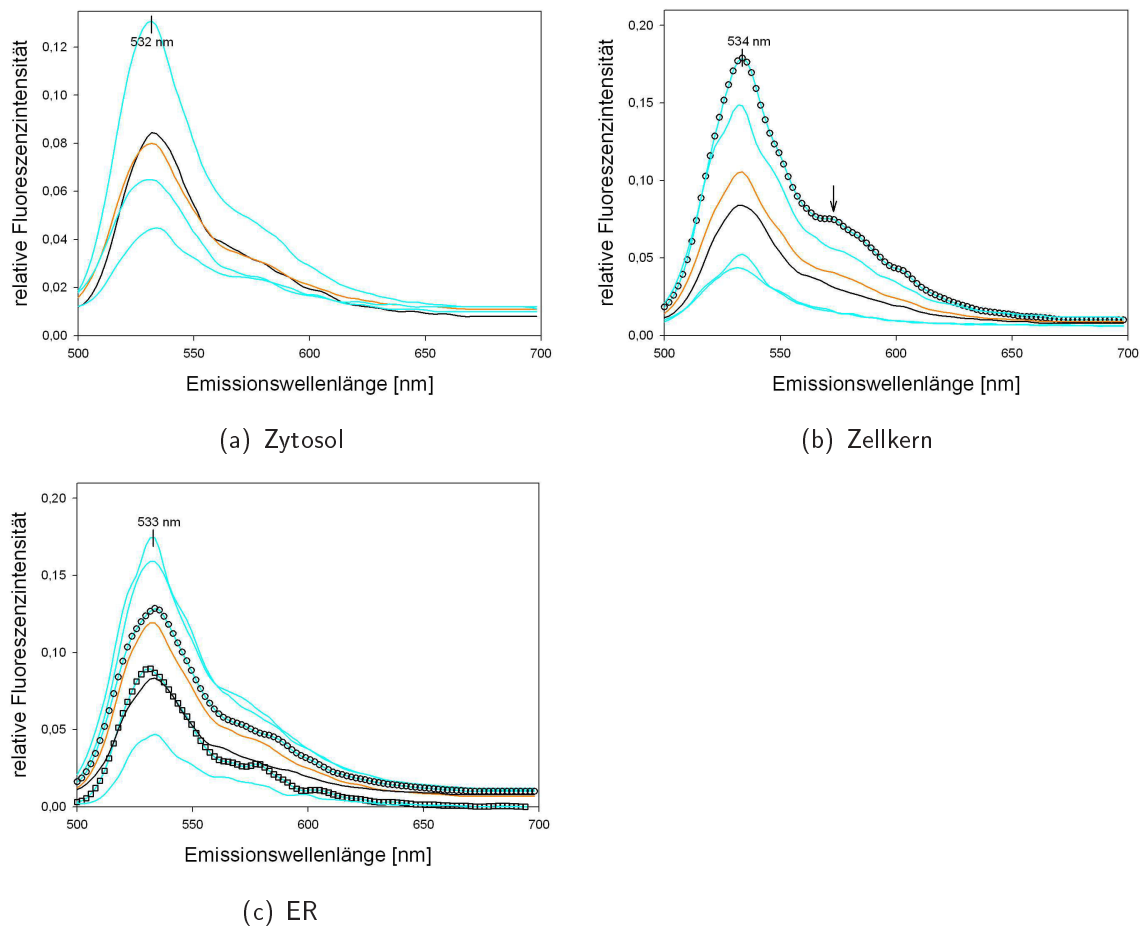 relative Fluoreszenzintensität
0,12
0,10
0,08
0,06
0,04
0,02
0,00
532 nm
500
550
600
650
700
Emissionswellenlänge [nm]
(a) Zytosol
relative Fluoreszenzintensität
0,20
0,15
0,10
0,05
0,00
534 nm
500
550
600
650
700
Emissionswellenlänge [nm]
(b) Zellkern
relative Fluoreszenzintensität
0,20
0,15
0,10
0,05
0,00
533 nm
500
550
600
650
700
Emissionswellenlänge [nm]
(c) ER